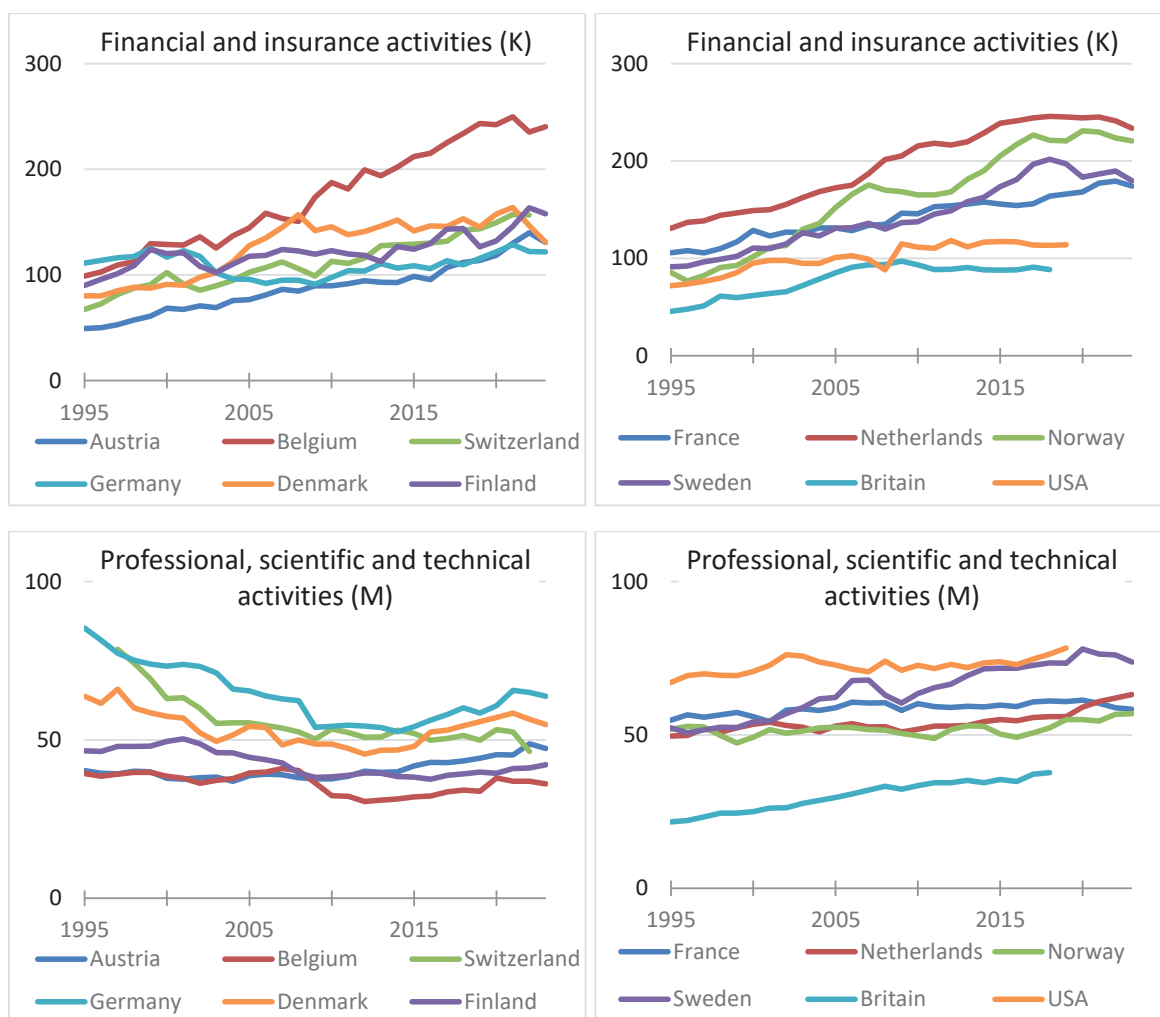 Financial and insurance activities (K)
300
200
100
0
1995 2005 2015
Austria Belgium Switzerland
Germany Denmark Finland
Financial and insurance activities (K)
300
200
100
0
1995 2005 2015
France Netherlands Norway
Sweden Britain USA
Professional, scientific and technical
activities (M)
100
50
0
1995 2005 2015
Austria Belgium Switzerland
Germany Denmark Finland
Professional, scientific and technical
activities (M)
100
50
0
1995 2005 2015
France Netherlands Norway
Sweden Britain USA